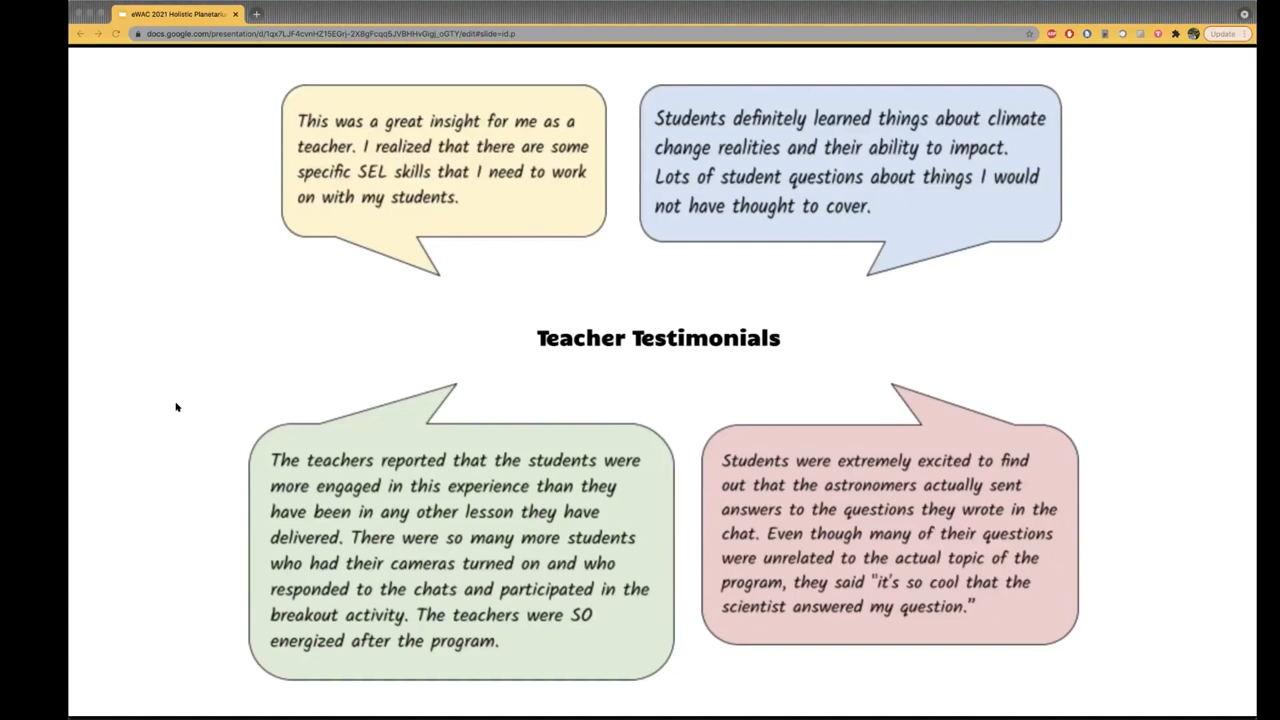 eWAC 2021 Holistic Planetariu
docs.google.com/presentation/d/1qx7LJF4cvnHZ15EGrj-2X8gFcqq5JVBHHvGigj_oGTY/edit#slide=id.p
Update
This was a great insight for me as a
teacher. I realized that there are some
specific SEL skills that I need to work
on with my students.
Students definitely learned things about climate
change realities and their ability to impact.
Lots of student questions about things I would
not have thought to cover.
Teacher Testimonials
The teachers reported that the students were
more engaged in this experience than they
have been in any other lesson they have
delivered. There were so many more students
who had their cameras turned on and who
responded to the chats and participated in the
breakout activity. The teachers were SO
energized after the program.
Students were extremely excited to find
out that the astronomers actually sent
answers to the questions they wrote in the
chat. Even though many of their questions
were unrelated to the actual topic of the
program, they said "it's so cool that the
scientist answered my question.”